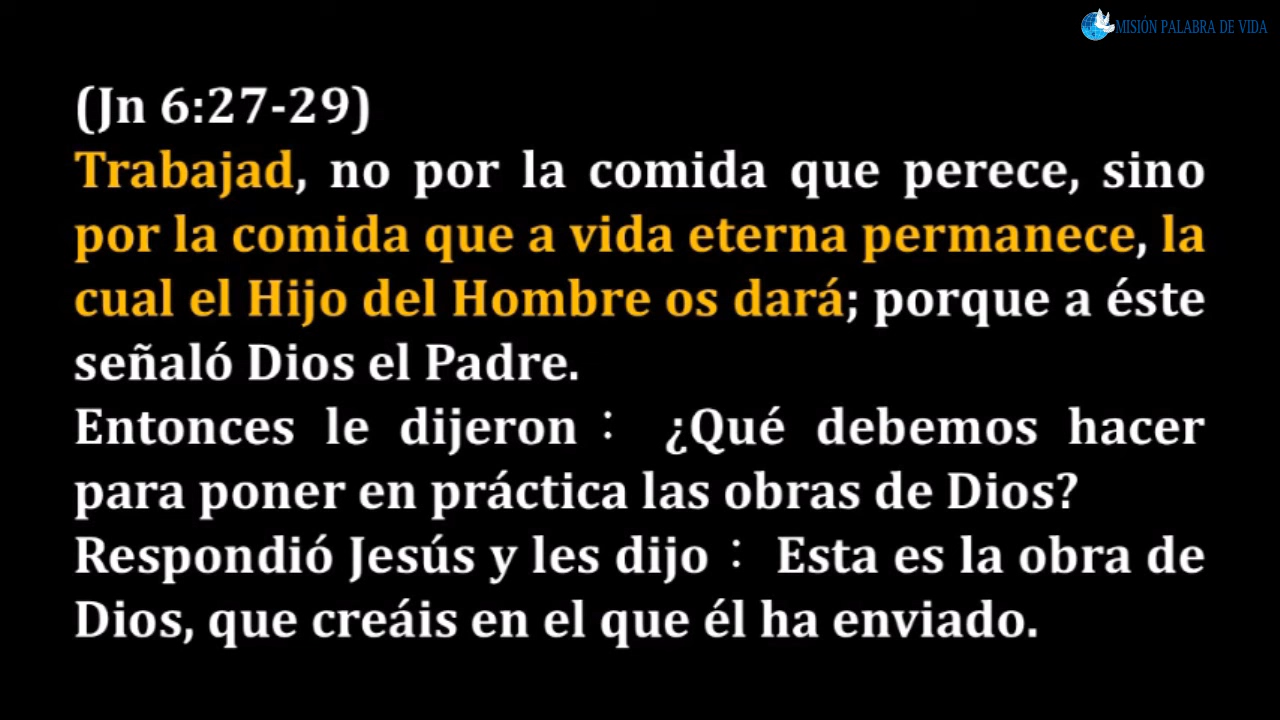 MISIÓN PALABRA DE VIDA
(Jn 6:27-29)
Trabajad, no por la comida que perece, sino
por la comida que a vida eterna permanece, la
cual el Hijo del Hombre os dará; porque a éste
señaló Dios el Padre.
Entonces le dijeron： ¿Qué debemos hacer
para poner en práctica las obras de Dios?
Respondió Jesús y les dijo： Esta es la obra de
Dios, que creáis en el que él ha enviado.